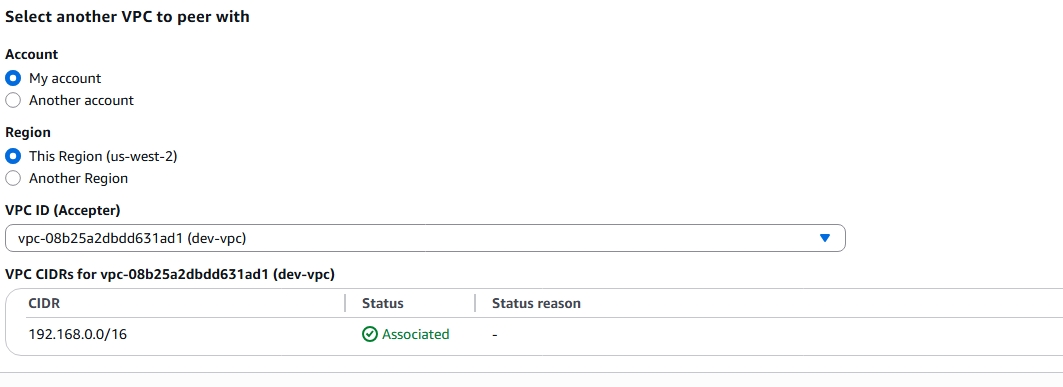 Select another VPC to peer with
Account
My account
Another account
Region
This Region (us-west-2)
Another Region
VPC ID (Accepter)
vpc-08b25a2dbdd631ad1 (dev-vpc)
VPC CIDRs for vpc-08b25a2dbdd631ad1 (dev-vpc)
CIDR Status Status reason
192.168.0.0/16 Associated -